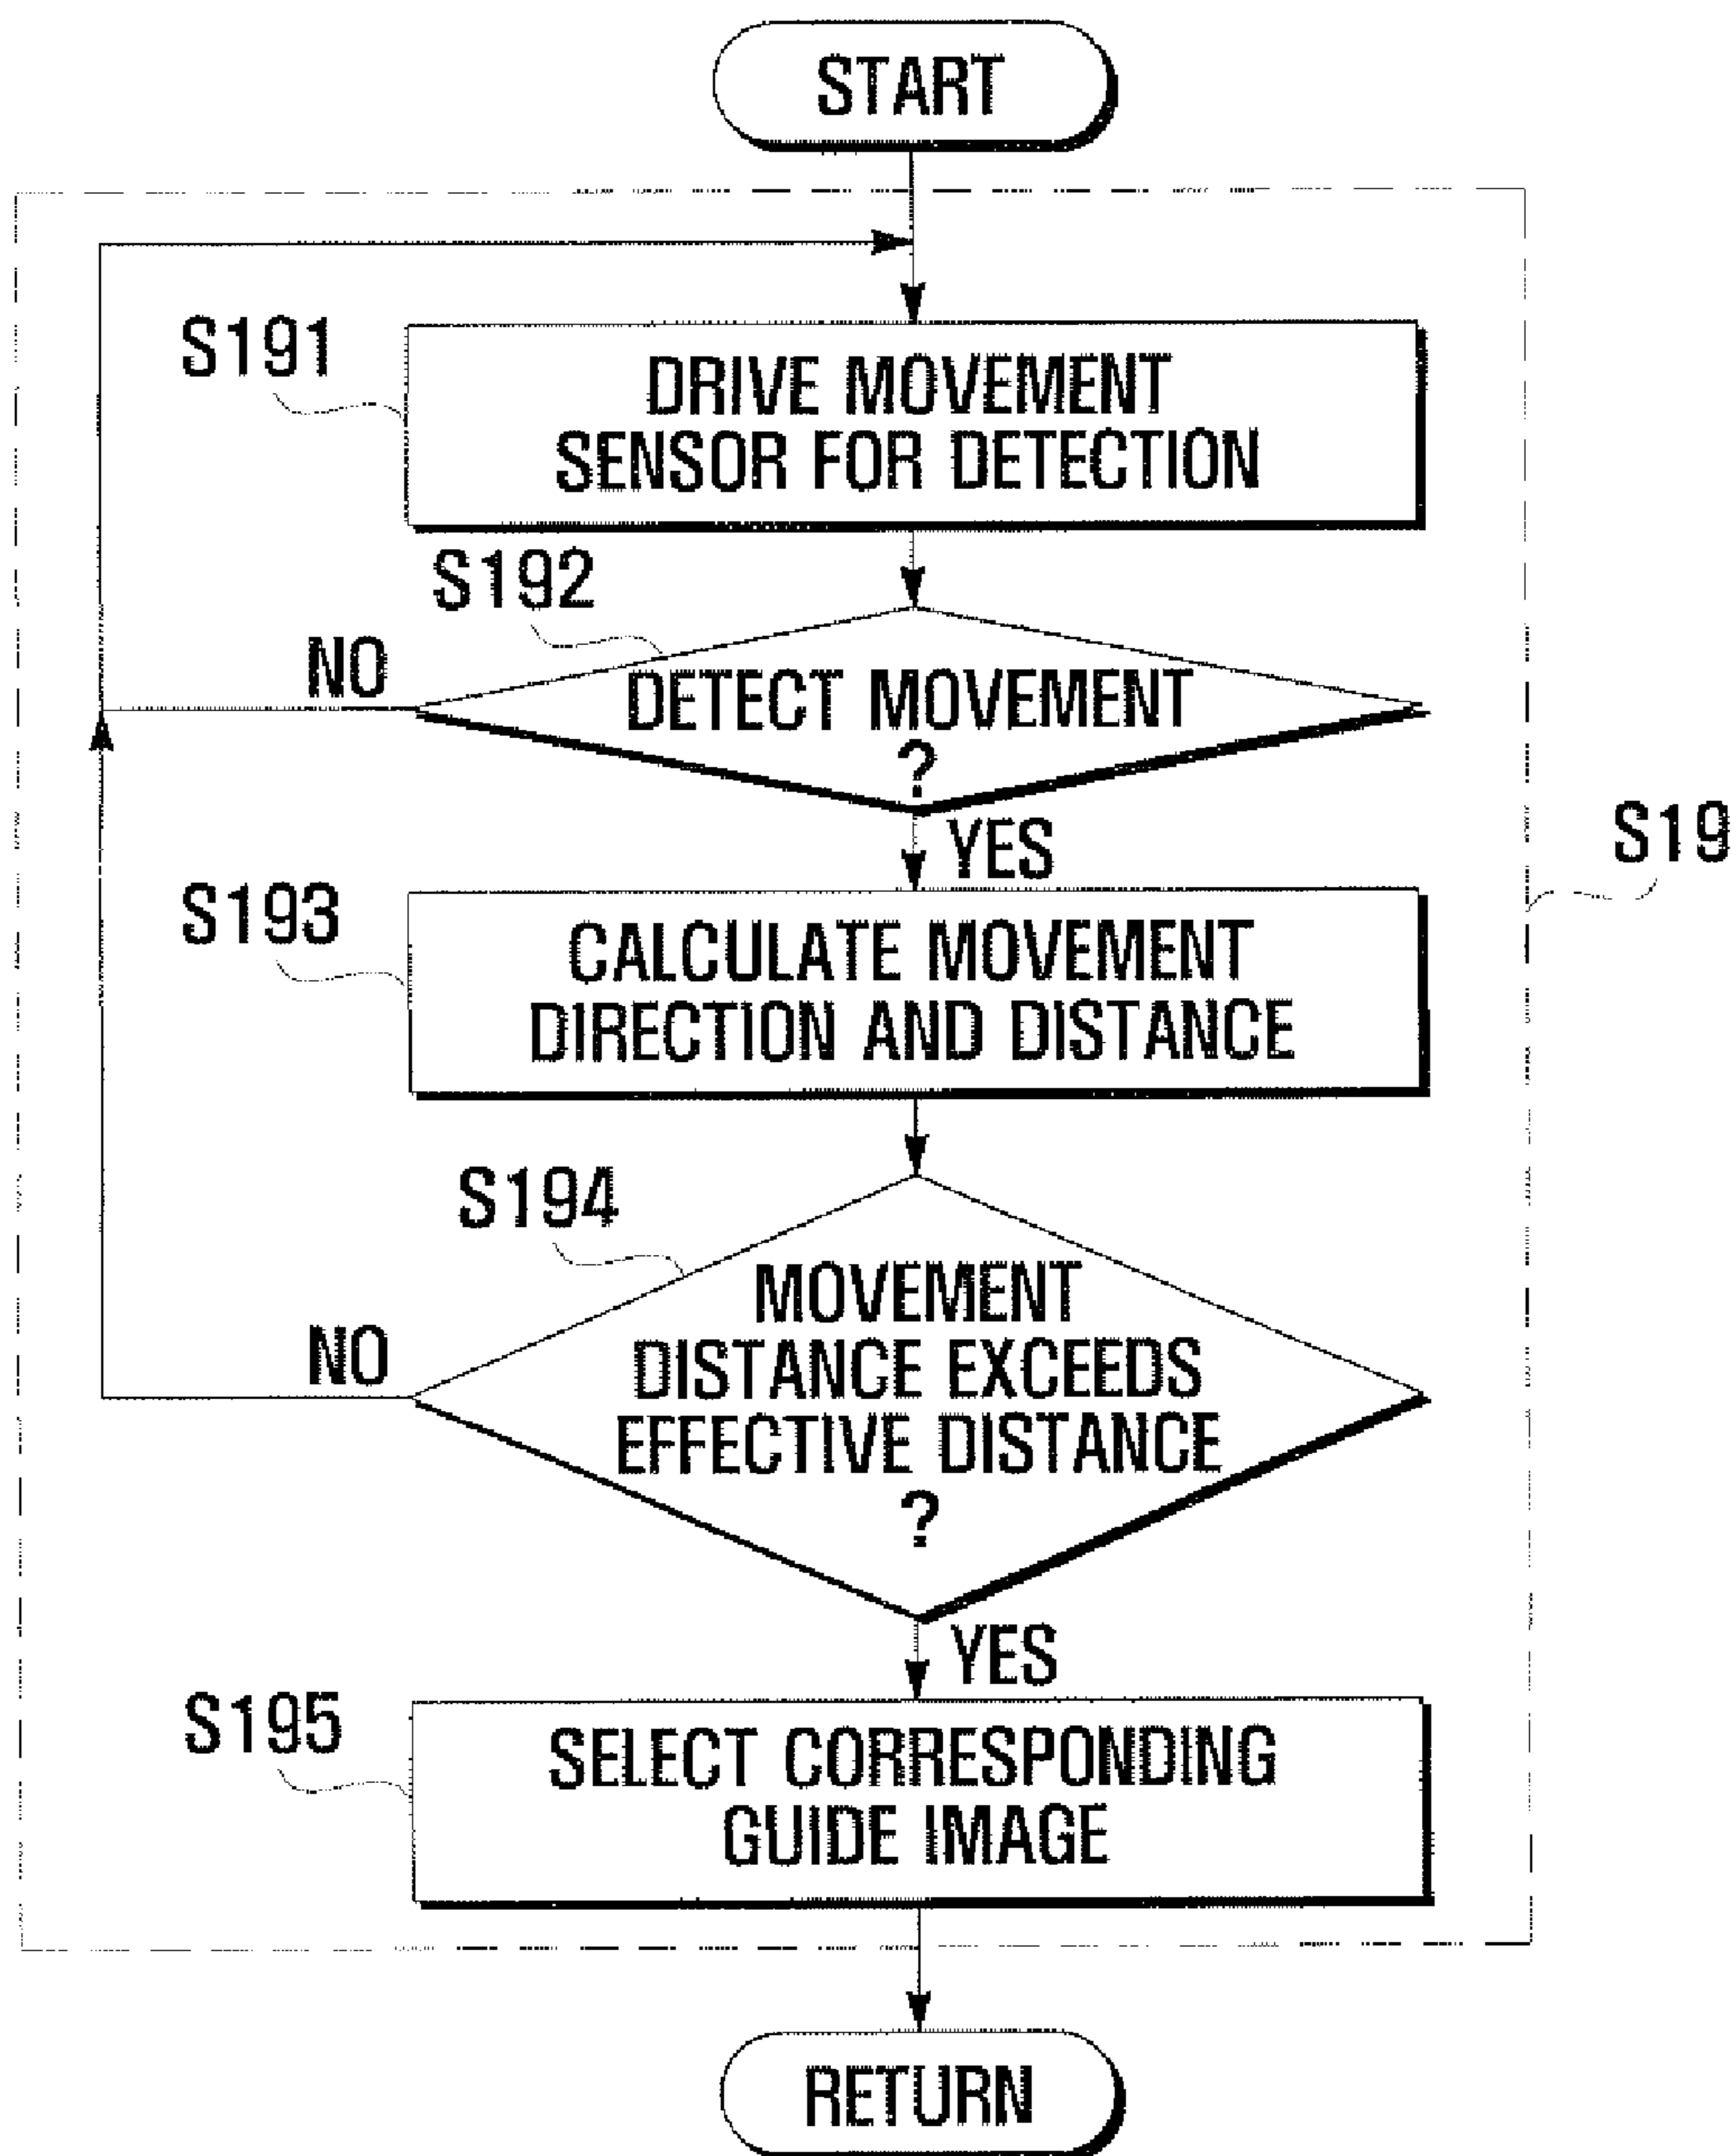 START
S191
DRIVE MOVEMENT
SENSOR FOR DETECTION
S192
NO
DETECT MOVEMENT
?
YES
S19
S193
CALCULATE MOVEMENT
DIRECTION AND DISTANCE
S194
NO
MOVEMENT
DISTANCE EXCEEDS
EFFECTIVE DISTANCE
?
YES
S195
SELECT CORRESPONDING
GUIDE IMAGE
RETURN